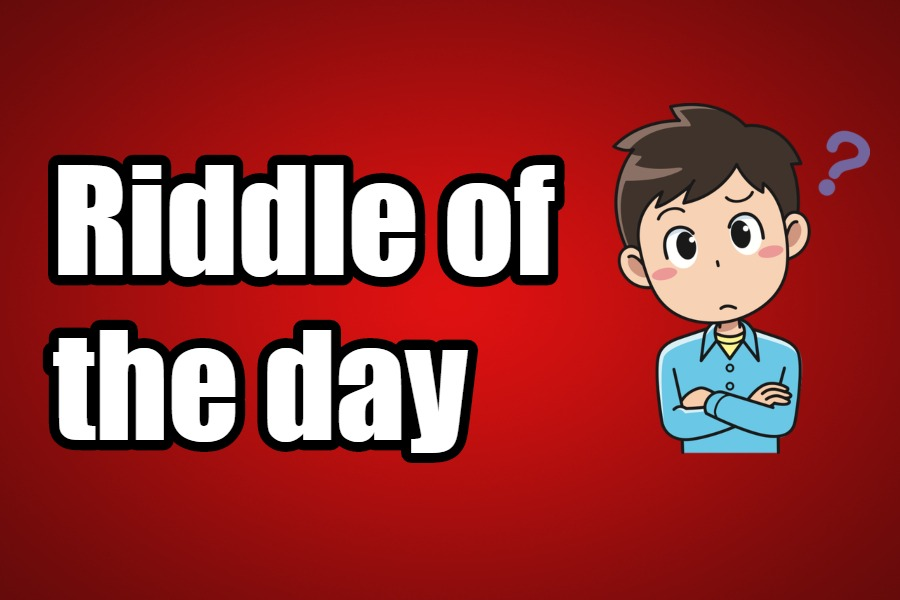 Riddle of
the day
?